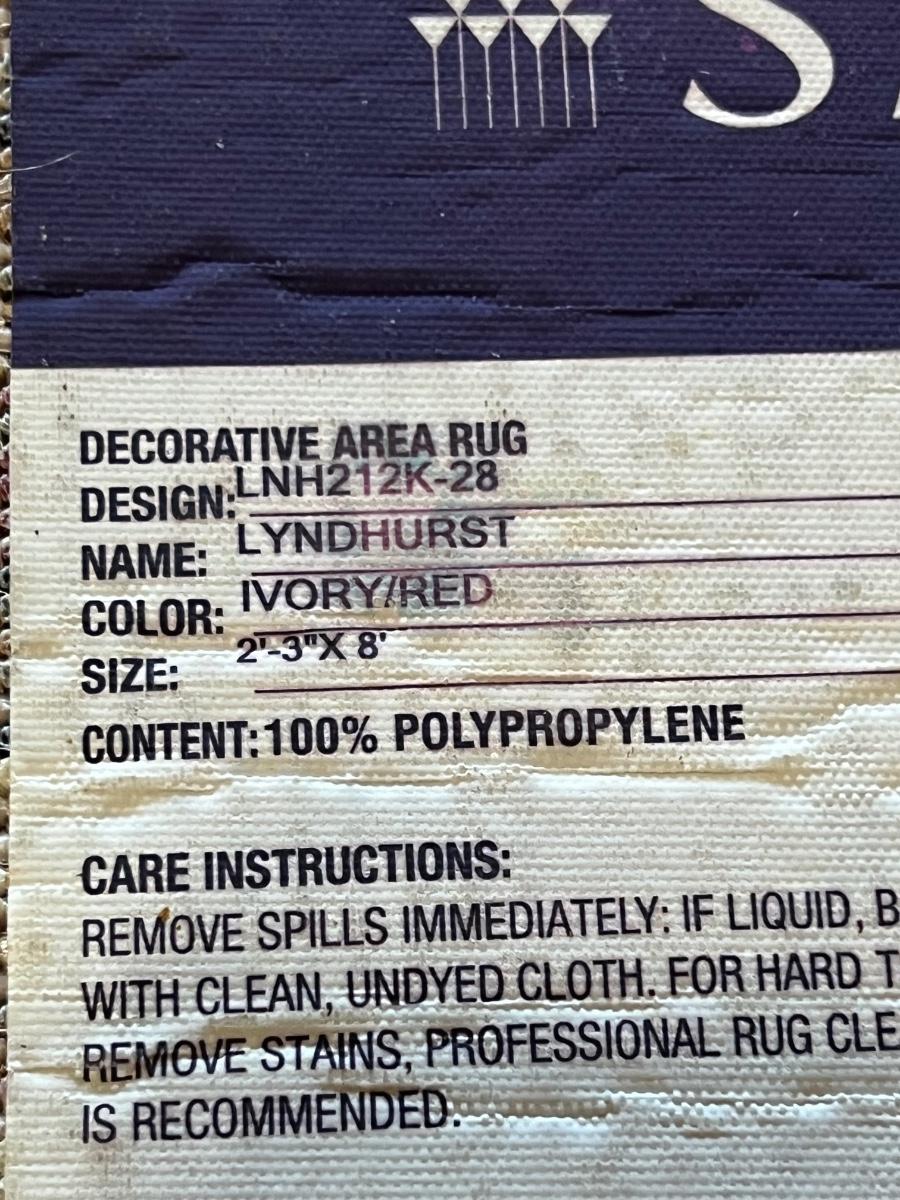 S
DECORATIVE AREA RUG
DESIGN: LNH212K-28
NAME: LYNDHURST
COLOR: IVORY/RED
SIZE: 2'-3"X 8'
CONTENT: 100% POLYPROPYLENE
CARE INSTRUCTIONS:
REMOVE SPILLS IMMEDIATELY: IF LIQUID, B
WITH CLEAN, UNDYED CLOTH. FOR HARD T
REMOVE STAINS, PROFESSIONAL RUG CLE
IS RECOMMENDED.